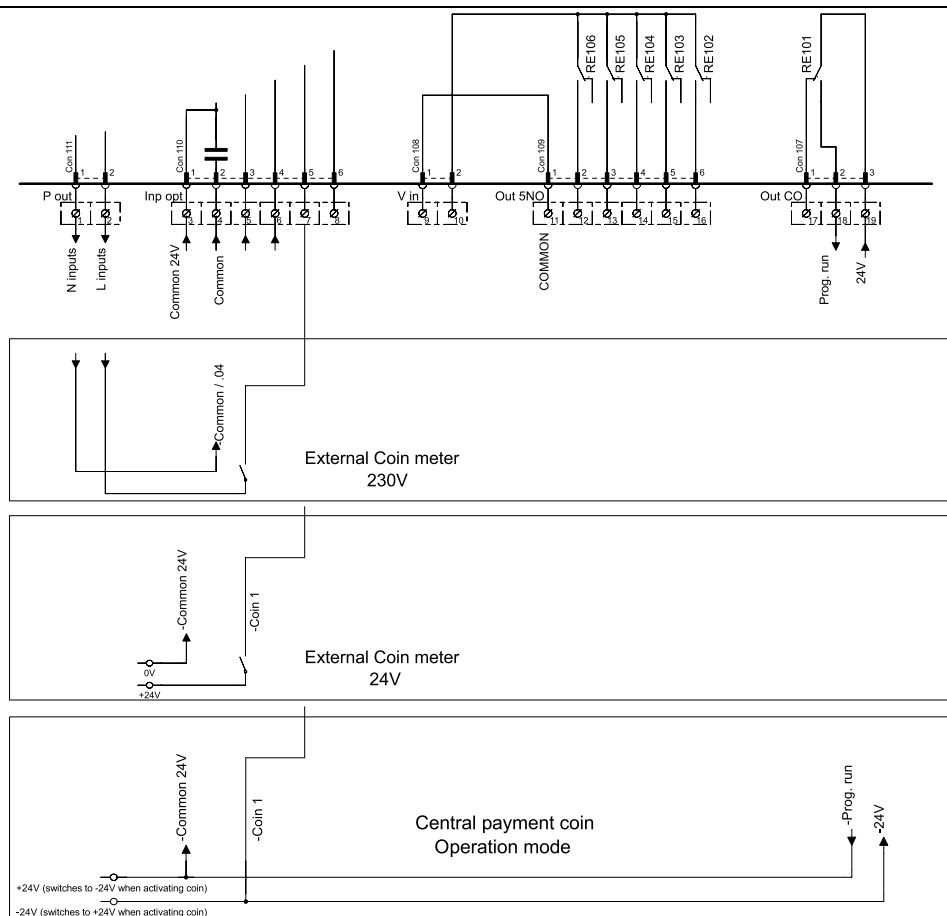 RE106
RE105
RE104
RE103
RE102
RE101
Con 111
1
2
Con 110
1
2
3
4
5
6
Con 108
1
2
Con 109
1
2
3
4
5
6
Con 107
1
2
3
P out
Inp opt
V in
Out 5NO
Out CO
1
2
3
4
5
6
7
8
9
10
11
12
13
14
15
16
17
18
19
N inputs
L inputs
Common 24V
Common
COMMON
Prog. run
24V
-Common / .04
External Coin meter
230V
-Common 24V
-Coin 1
0V
+24V
External Coin meter
24V
-Common 24V
-Coin 1
Central payment coin
Operation mode
-Prog. run
-24V
+24V (switches to -24V when activating coin)
-24V (switches to +24V when activating coin)